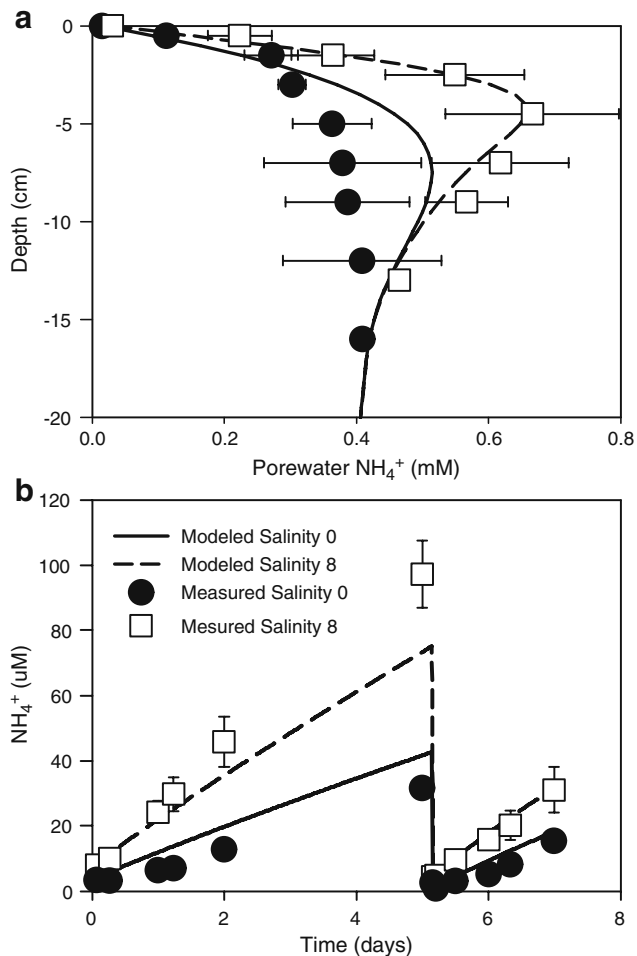 a
0
-5
-10
-15
-20
Depth (cm)
0.0 0.2 0.4 0.6 0.8
Porewater NH₄⁺ (mM)
b
120
100
80
60
40
20
0
NH₄⁺ (uM)
Modeled Salinity 0
Modeled Salinity 8
Measured Salinity 0
Mesured Salinity 8
0 2 4 6 8
Time (days)